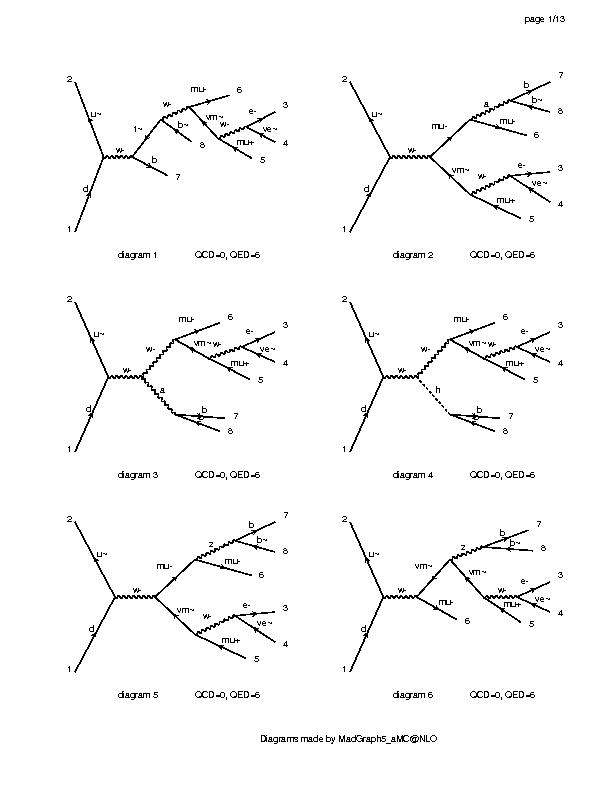 page 1/13
2
mu-
6
w-
e-
3
u~
vm~
w-
b~
t~
ve~
4
mu+
8
5
w-
b
7
d
1
diagram 1 QCD=0, QED=6
2
b
7
a
b~
u~
8
mu-
mu-
6
w-
vm~
e-
3
w-
ve~
d
mu+
4
5
1
diagram 2 QCD=0, QED=6
2
mu-
6
e-
3
u~
vm~
w-
w-
ve~
4
mu+
5
w-
a
d
b
7
8
1
diagram 3 QCD=0, QED=6
2
mu-
6
e-
3
u~
vm~
w-
w-
ve~
4
mu+
5
w-
h
d
b
7
8
1
diagram 4 QCD=0, QED=6
2
b
7
z
b~
u~
8
mu-
mu-
6
w-
vm~
e-
3
w-
ve~
d
mu+
4
5
1
diagram 5 QCD=0, QED=6
2
b
7
z
b~
8
u~
vm~
vm~
e-
3
w-
w-
ve~
mu-
mu+
4
6
5
d
1
diagram 6 QCD=0, QED=6
Diagrams made by MadGraph5_aMC@NLO